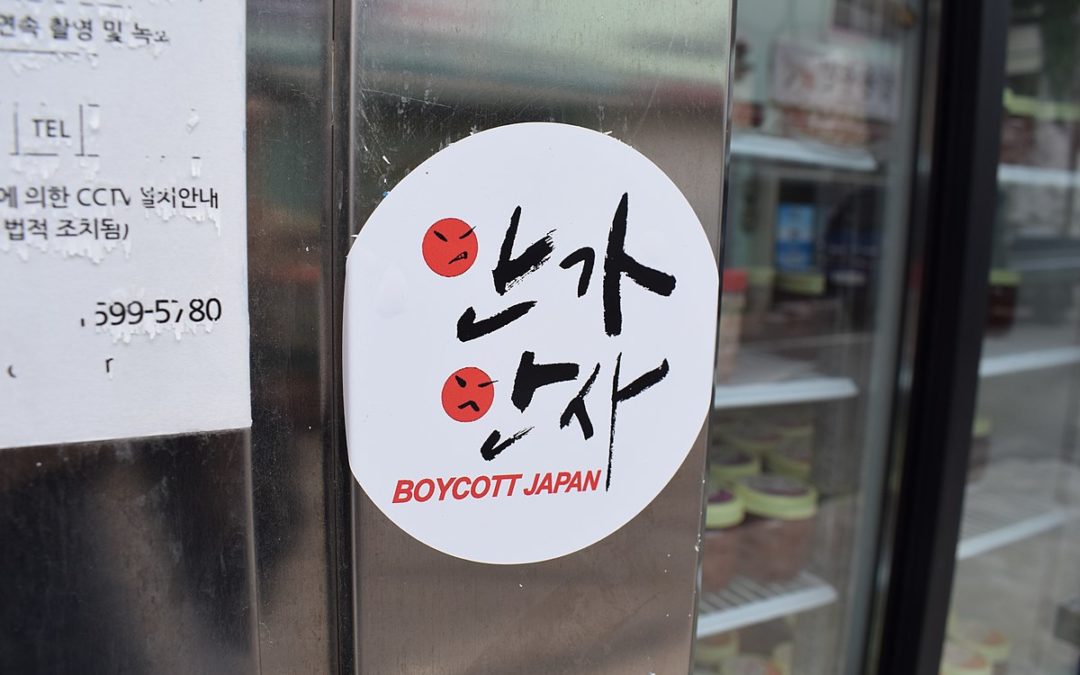 연속 촬영 및 녹
TEL
에 의한 CCTV 설치안내
법적 조치됨)
599-5780
안가
안사
BOYCOTT JAPAN